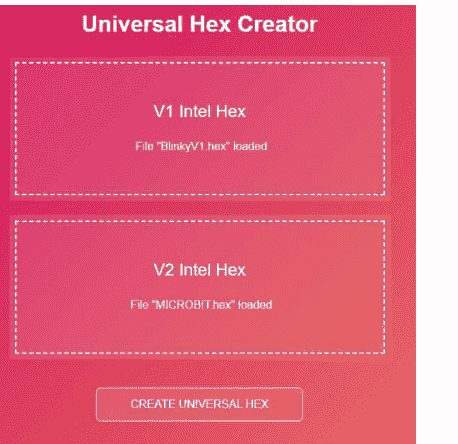 Universal Hex Creator
V1 Intel Hex
File "BlinkyV1.hex" loaded
V2 Intel Hex
File "MICROBIT.hex" loaded
CREATE UNIVERSAL HEX